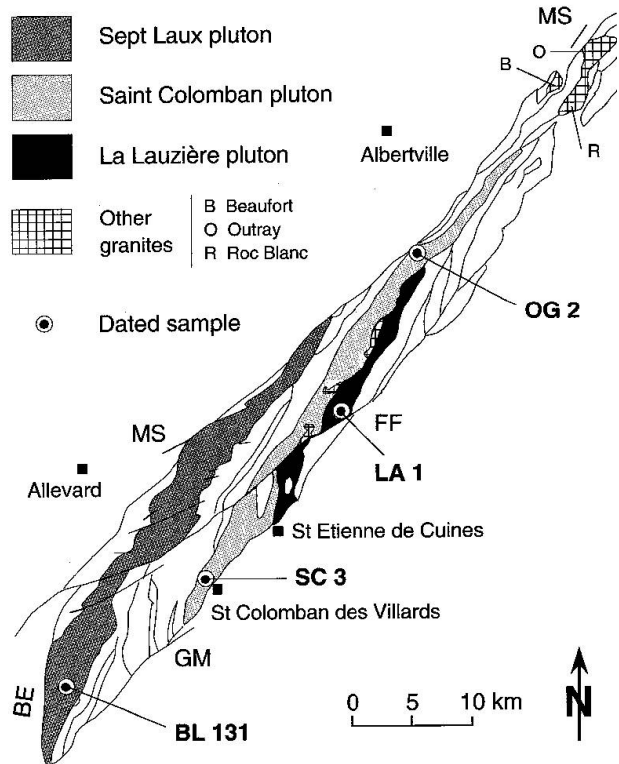 Sept Laux pluton
Saint Colomban pluton
La Lauzière pluton
Other
granites
B Beaufort
O Outray
R Roc Blanc
Dated sample
MS
O
B
R
Albertville
OG 2
MS
FF
LA 1
Allevard
St Etienne de Cuines
SC 3
St Colomban des Villards
GM
BE
BL 131
0 5 10 km
N